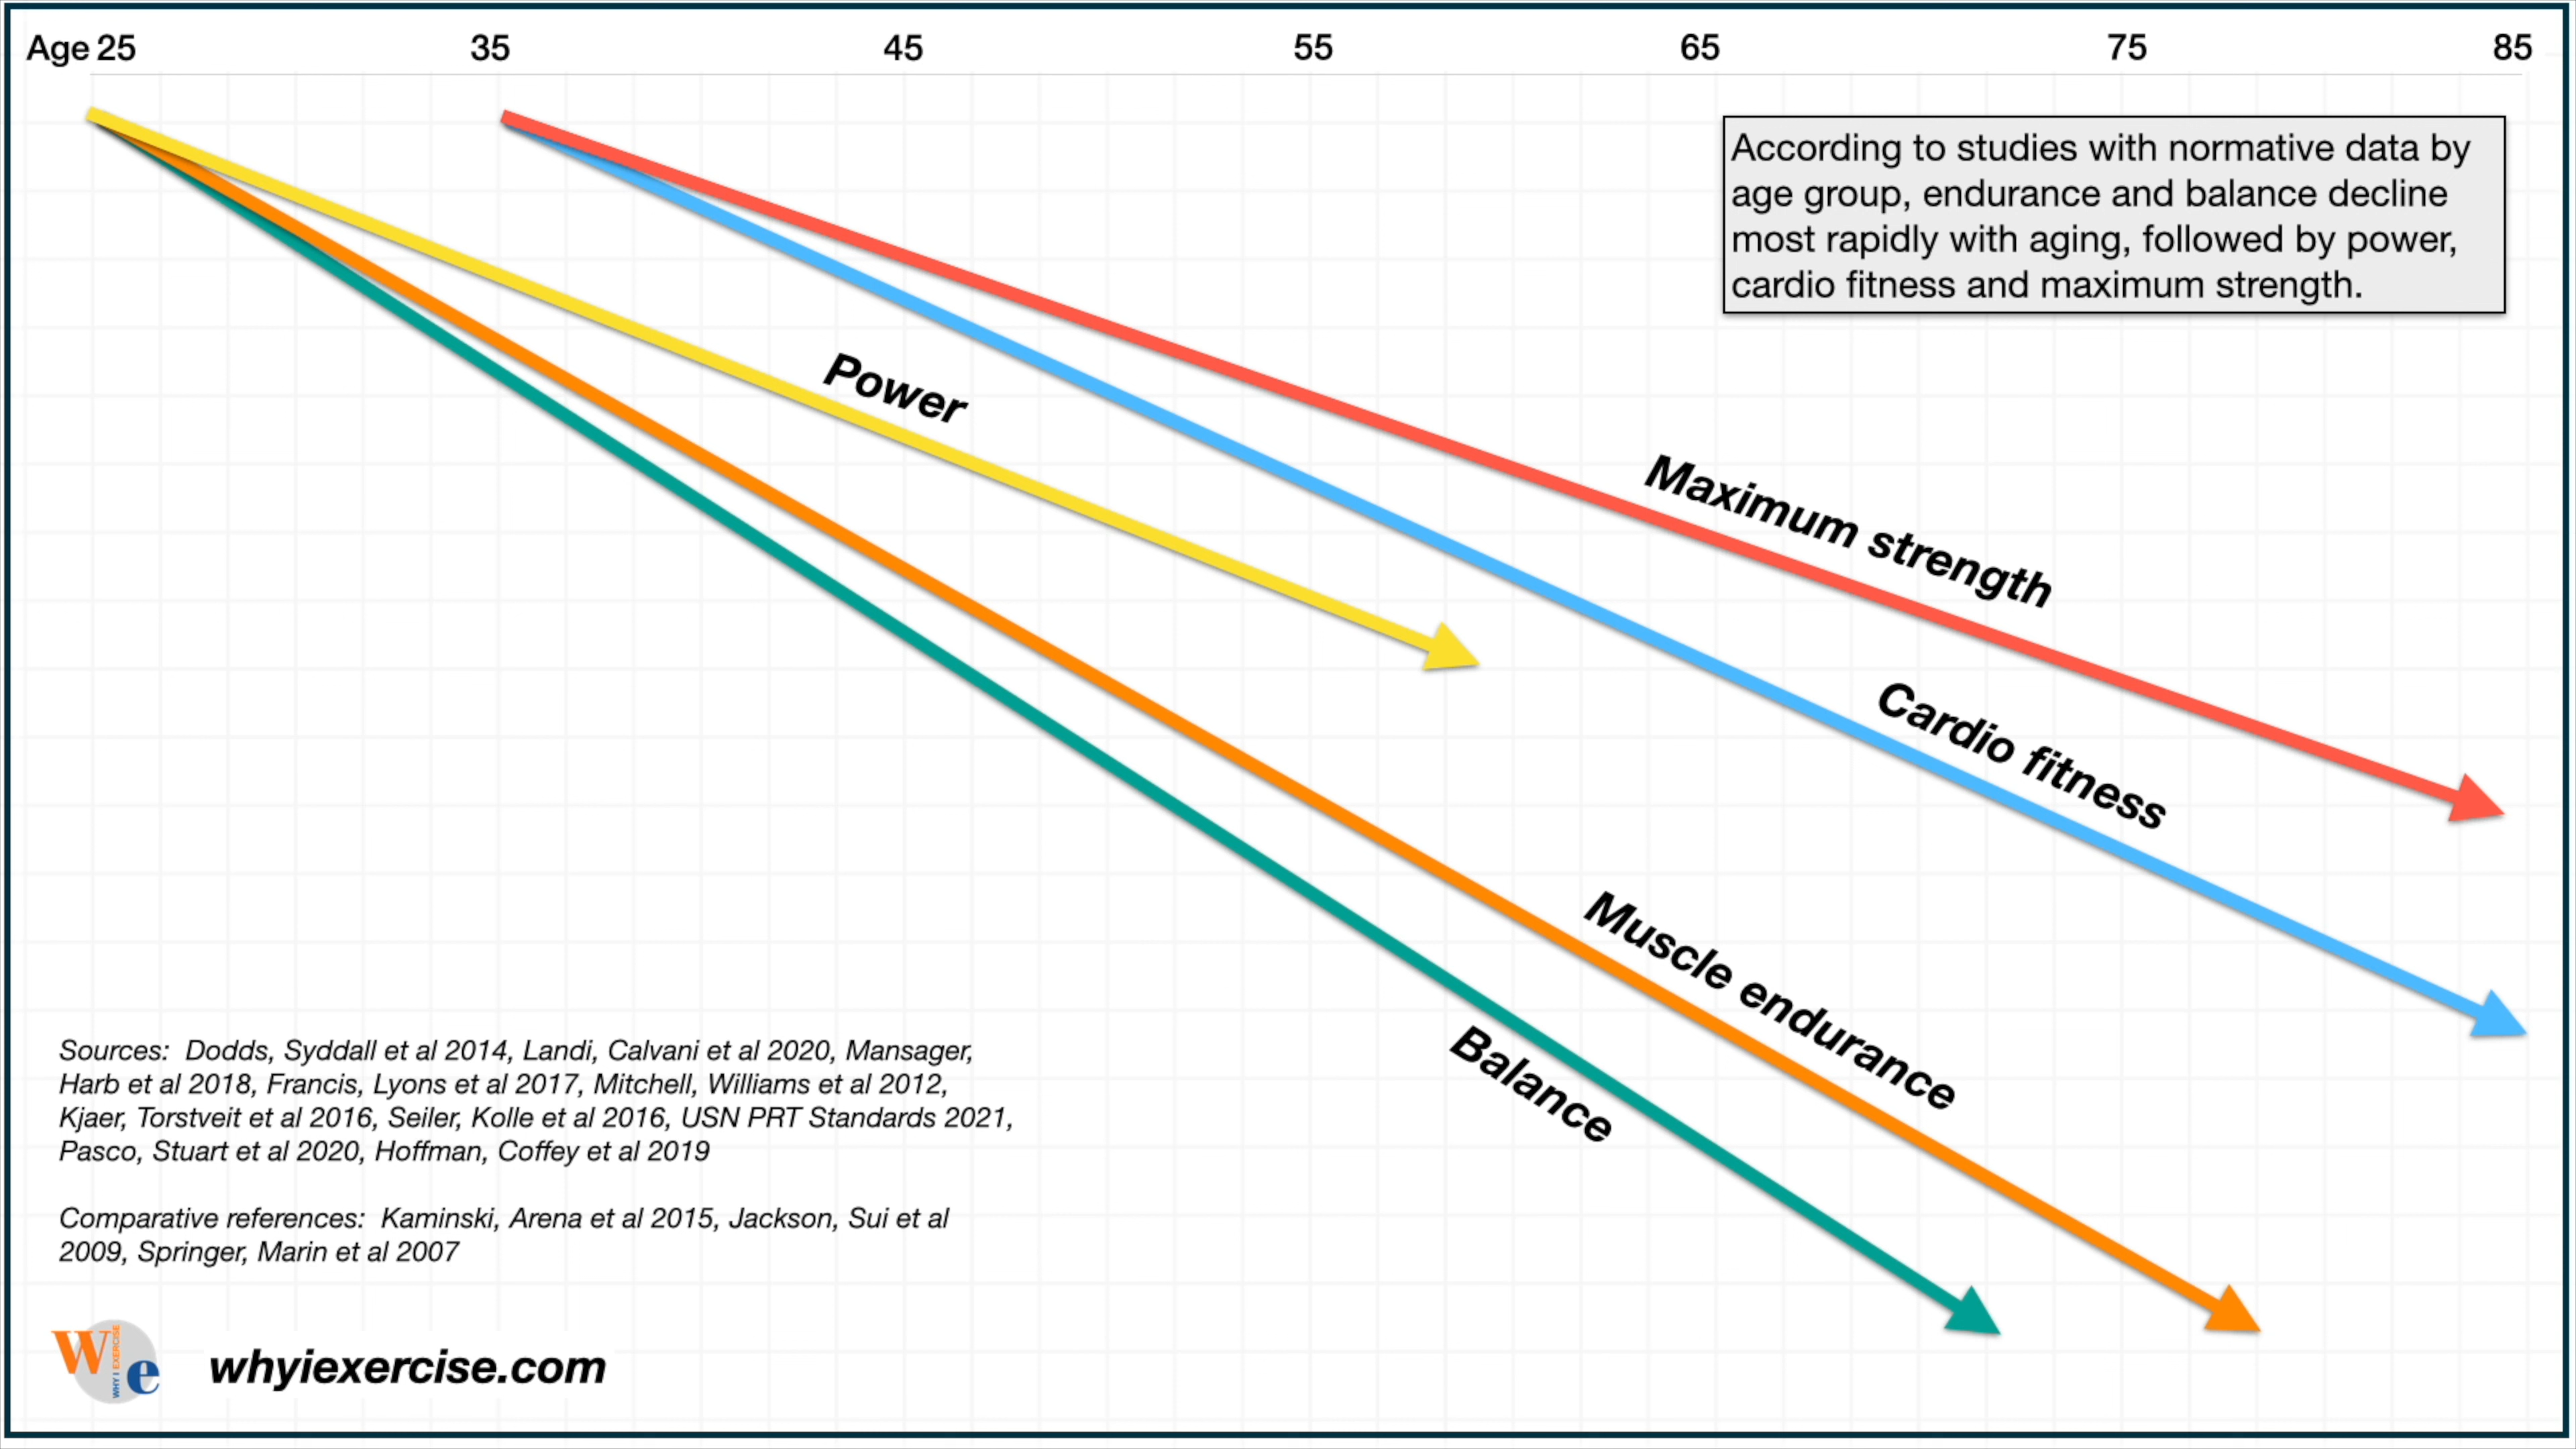 Age 25 35 45 55 65 75 85
According to studies with normative data by
age group, endurance and balance decline
most rapidly with aging, followed by power,
cardio fitness and maximum strength.
Power
Maximum strength
Cardio fitness
Muscle endurance
Balance
Sources: Dodds, Syddall et al 2014, Landi, Calvani et al 2020, Mansager,
Harb et al 2018, Francis, Lyons et al 2017, Mitchell, Williams et al 2012,
Kjaer, Torstveit et al 2016, Seiler, Kolle et al 2016, USN PRT Standards 2021,
Pasco, Stuart et al 2020, Hoffman, Coffey et al 2019
Comparative references: Kaminski, Arena et al 2015, Jackson, Sui et al
2009, Springer, Marin et al 2007
W e
WHY I EXERCISE
whyiexercise.com